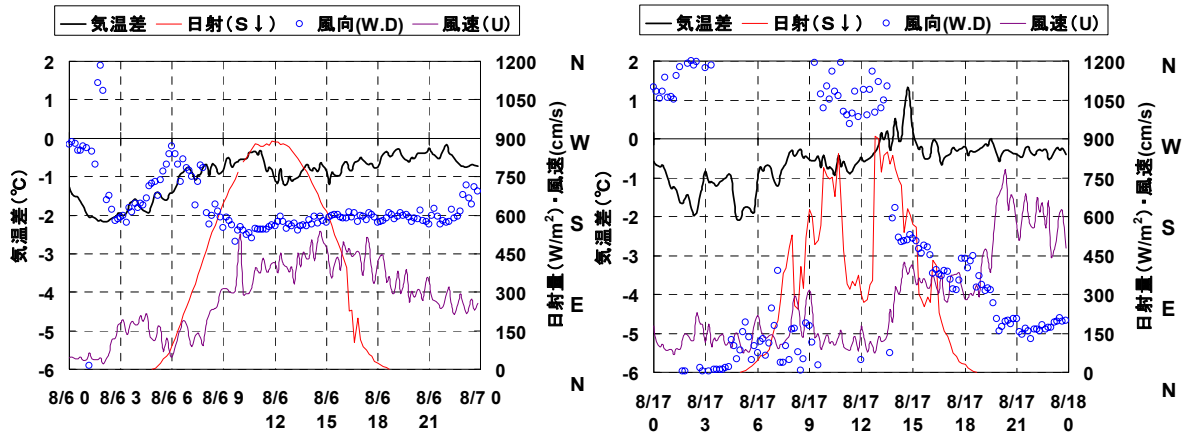 気温差 日射(S↓) 風向(W.D) 風速(U)
2 1200 N
1 1050
0 900 W
-1 750
-2 600 S
-3 450
-4 300 E
-5 150
-6 0 N
気温差(℃)
日射量(W/m²)・風速(cm/s)
8/6 0 8/6 3 8/6 6 8/6 9 8/6 12 8/6 15 8/6 18 8/6 21 8/7 0
気温差 日射(S↓) 風向(W.D) 風速(U)
2 1200 N
1 1050
0 900 W
-1 750
-2 600 S
-3 450
-4 300 E
-5 150
-6 0 N
気温差(℃)
日射量(W/m²)・風速(cm/s)
8/17 8/17 8/17 8/17 8/17 8/17 8/17 8/17 8/18
0 3 6 9 12 15 18 21 0